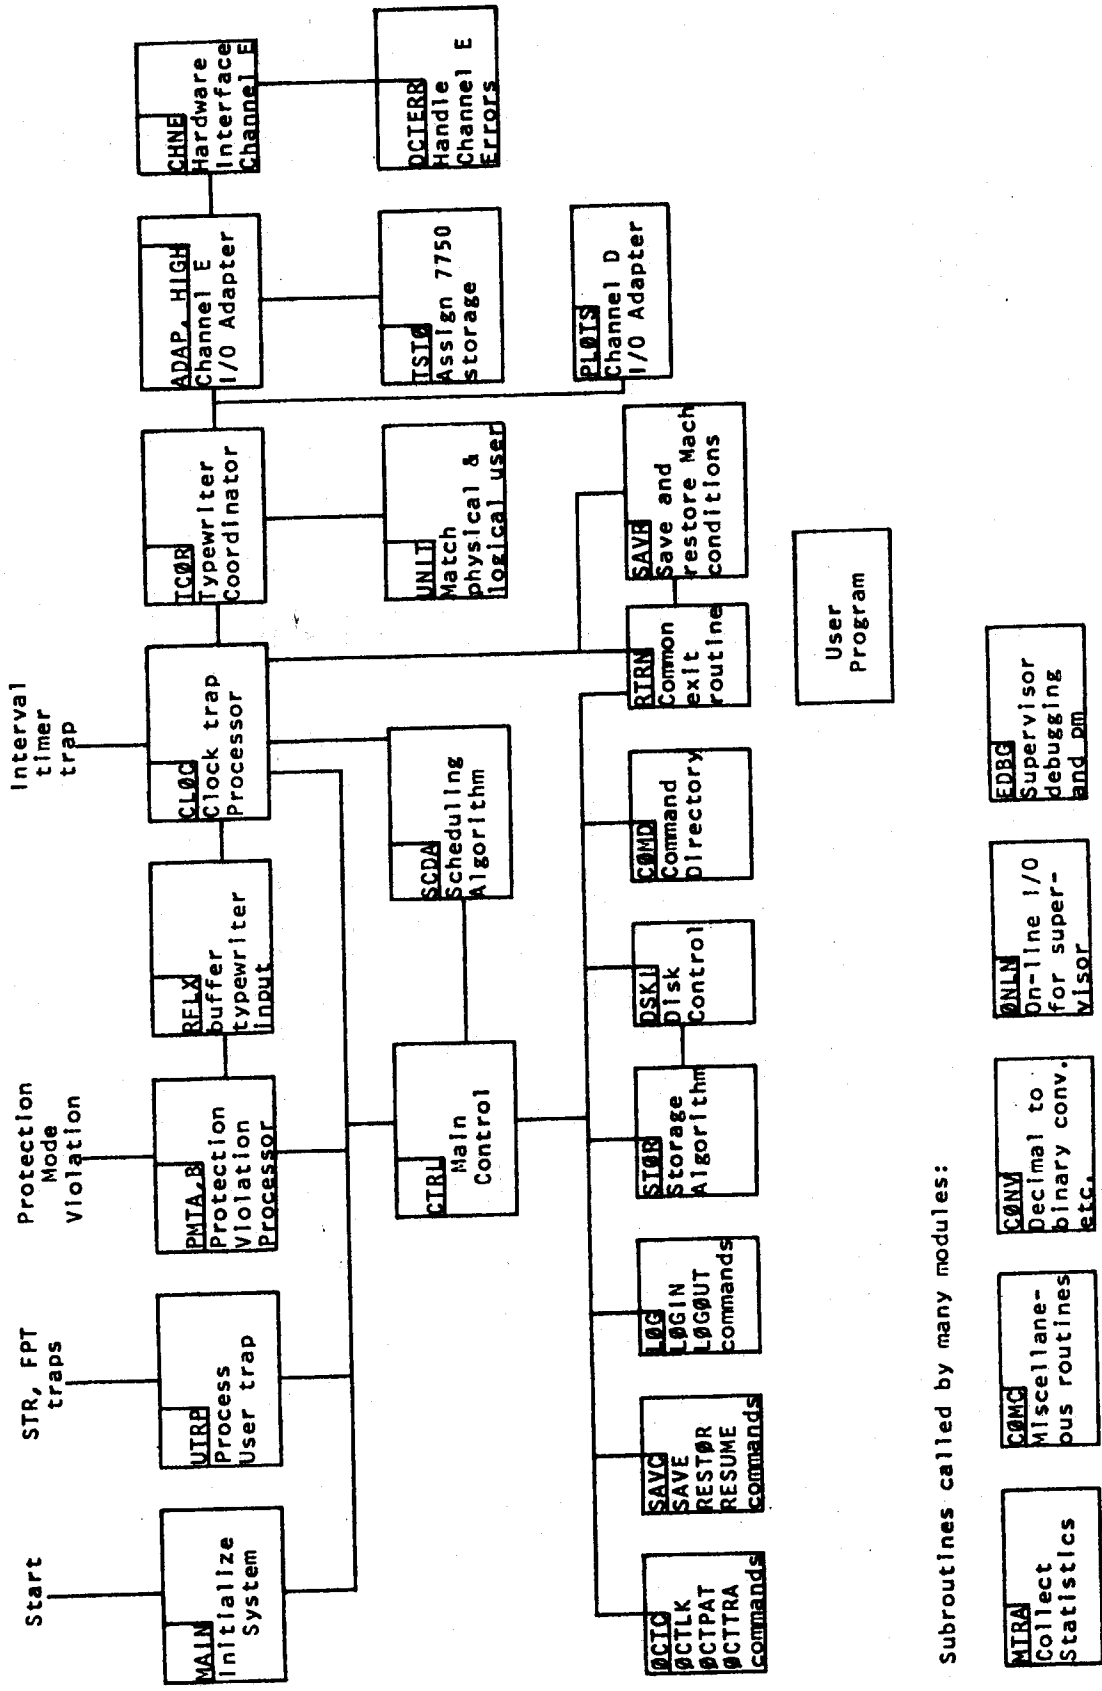 Start
STR, FPT
traps
Protection
Mode
Violation
Interval
timer
trap
MAIN
Initialize
System
UTRP
Process
User trap
PMTA,B
Protection
Violation
Processor
RFLX
buffer
typewriter
input
CLØC
Clock trap
Processor
TCØR
Typewriter
Coordinator
ADAP, HIGH
Channel E
I/O Adapter
CHNE
Hardware
Interface
Channel E
CTRL
Main
Control
SCDA
Scheduling
Algorithm
UNIT
Match
physical &
logical user
TSTØ
Assign 7750
storage
DCTERR
Handle
Channel E
Errors
ØCTC
ØCTLK
ØCTPAT
ØCTTRA
commands
SAVC
SAVE
RESTØR
RESUME
commands
LØG
LØGIN
LØGØUT
commands
STØR
Storage
Algorithm
DSKI
Disk
Control
CØMD
Command
Directory
RTRN
Common
exit
routine
SAVR
Save and
restore Mach
conditions
PLØTS
Channel D
I/O Adapter
User
Program
Subroutines called by many modules:
MTRA
Collect
Statistics
CØMC
Miscellane-
ous routines
CØNV
Decimal to
binary conv.
etc.
ØNLN
On-line I/O
for super-
visor
EDBG
Supervisor
debugging
and pm